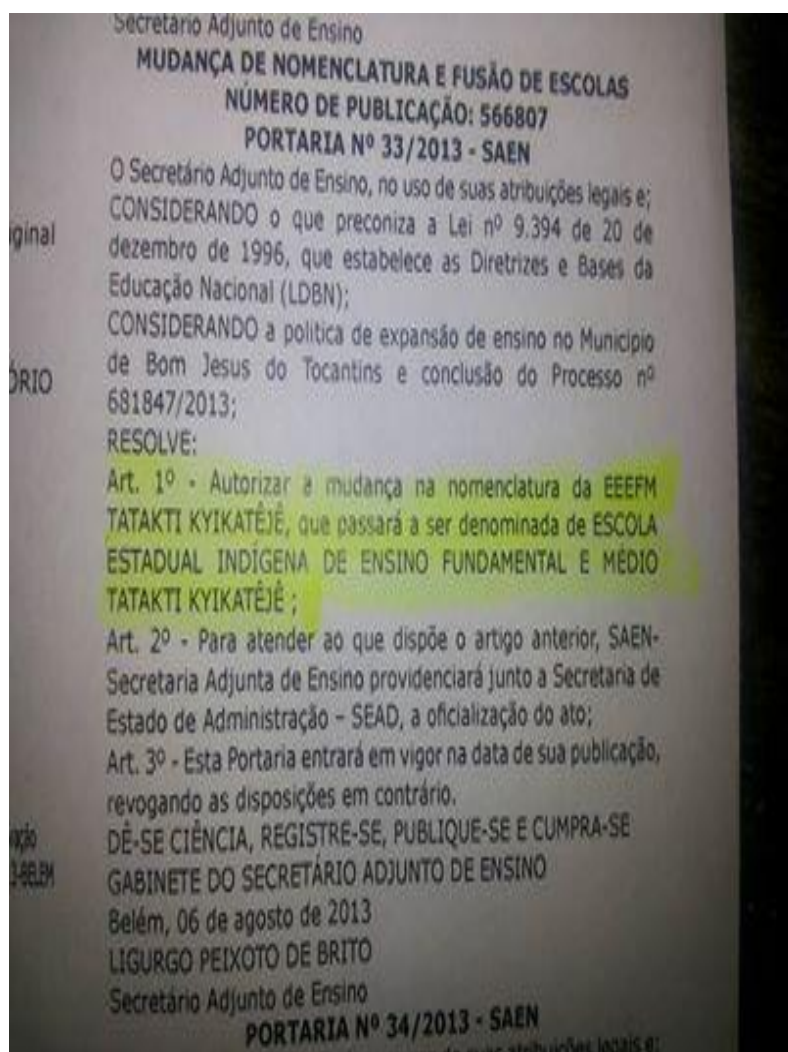 Secretário Adjunto de Ensino
MUDANÇA DE NOMENCLATURA E FUSÃO DE ESCOLAS
NÚMERO DE PUBLICAÇÃO: 566807
PORTARIA Nº 33/2013 - SAEN
O Secretário Adjunto de Ensino, no uso de suas atribuições legais e;
CONSIDERANDO o que preconiza a Lei nº 9.394 de 20 de
dezembro de 1996, que estabelece as Diretrizes e Bases da
Educação Nacional (LDBN);
CONSIDERANDO a politica de expansão de ensino no Municipio
de Bom Jesus do Tocantins e conclusão do Processo nº
681847/2013;
RESOLVE:
Art. 1º - Autorizar a mudança na nomenclatura da EEEFM
TATAKTI KYIKATÊJÊ, que passará a ser denominada de ESCOLA
ESTADUAL INDÍGENA DE ENSINO FUNDAMENTAL E MÉDIO
TATAKTI KYIKATÊJÊ ;
Art. 2º - Para atender ao que dispõe o artigo anterior, SAEN-
Secretaria Adjunta de Ensino providenciará junto a Secretaria de
Estado de Administração – SEAD, a oficialização do ato;
Art. 3º - Esta Portaria entrará em vigor na data de sua publicação,
revogando as disposições em contrário.
DÊ-SE CIÊNCIA, REGISTRE-SE, PUBLIQUE-SE E CUMPRA-SE
GABINETE DO SECRETÁRIO ADJUNTO DE ENSINO
Belém, 06 de agosto de 2013
LIGURGO PEIXOTO DE BRITO
Secretário Adjunto de Ensino
PORTARIA Nº 34/2013 - SAEN
suas atribuições legais e;
iginal
ÓRIO
-BELEM